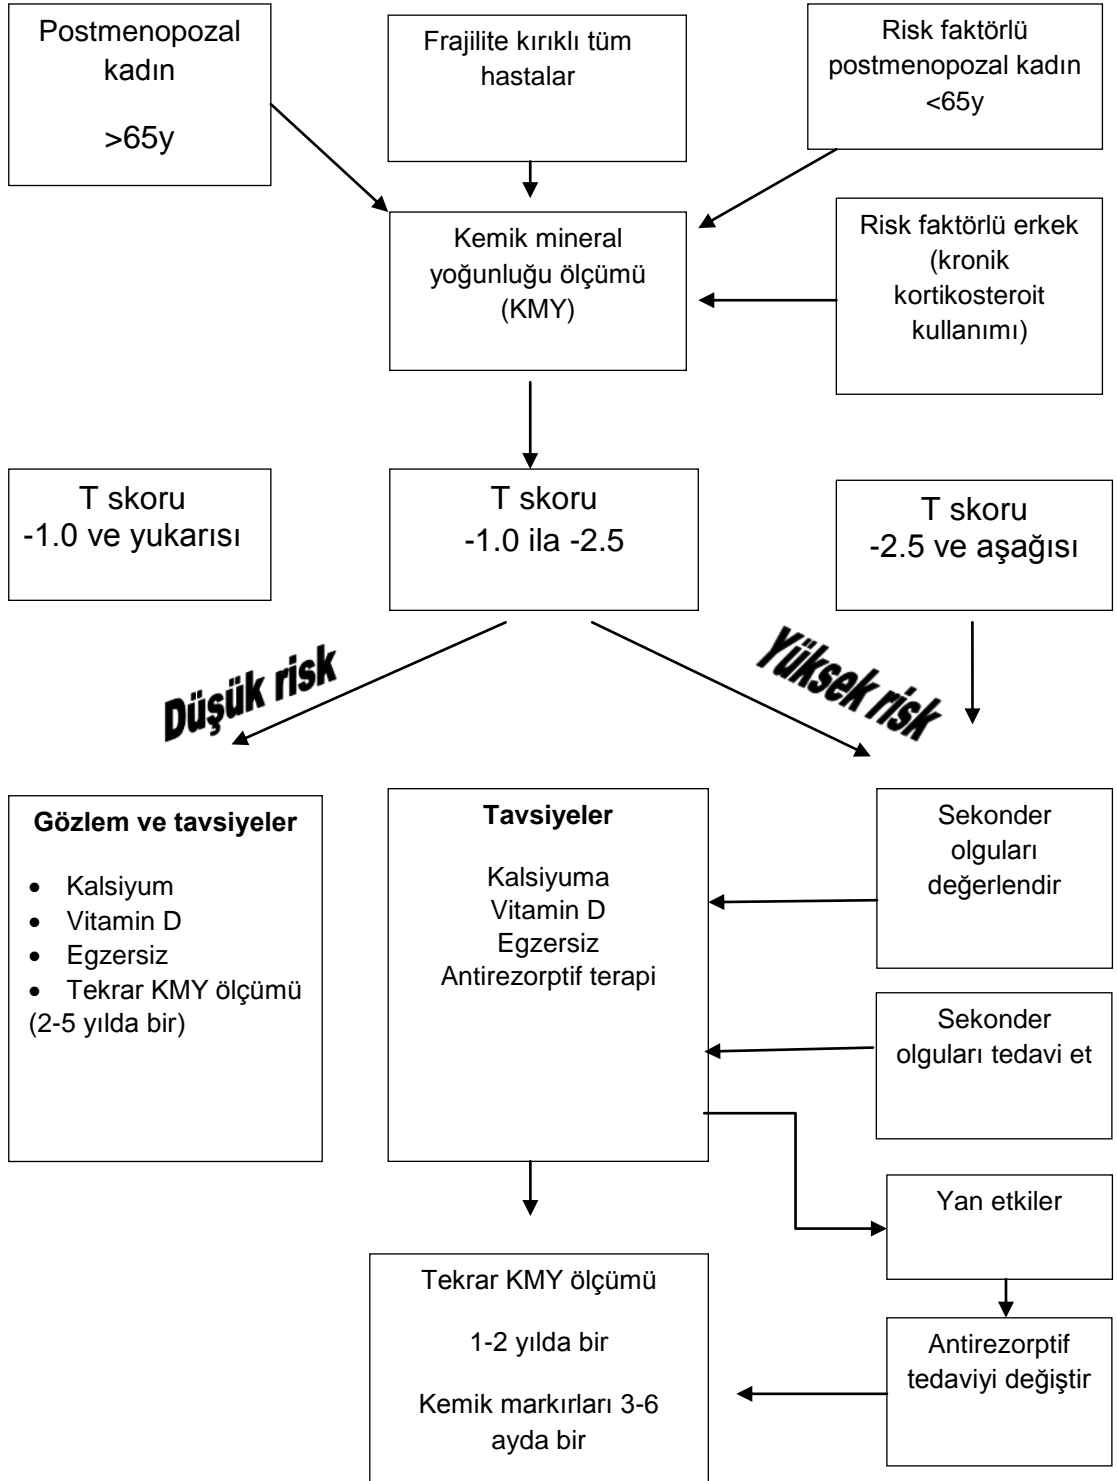 Postmenopozal
kadın
>65y
Frajilite kırıklı tüm
hastalar
Risk faktörlü
postmenopozal kadın
<65y
Kemik mineral
yoğunluğu ölçümü
(KMY)
Risk faktörlü erkek
(kronik
kortikosteroit
kullanımı)
T skoru
-1.0 ve yukarısı
T skoru
-1.0 ila -2.5
T skoru
-2.5 ve aşağısı
Düşük risk
Yüksek risk
Gözlem ve tavsiyeler
• Kalsiyum
• Vitamin D
• Egzersiz
• Tekrar KMY ölçümü
(2-5 yılda bir)
Tavsiyeler
Kalsiyuma
Vitamin D
Egzersiz
Antirezorptif terapi
Sekonder
olguları
değerlendir
Sekonder
olguları tedavi et
Yan etkiler
Tekrar KMY ölçümü
1-2 yılda bir
Kemik markırları 3-6
ayda bir
Antirezorptif
tedaviyi değiştir